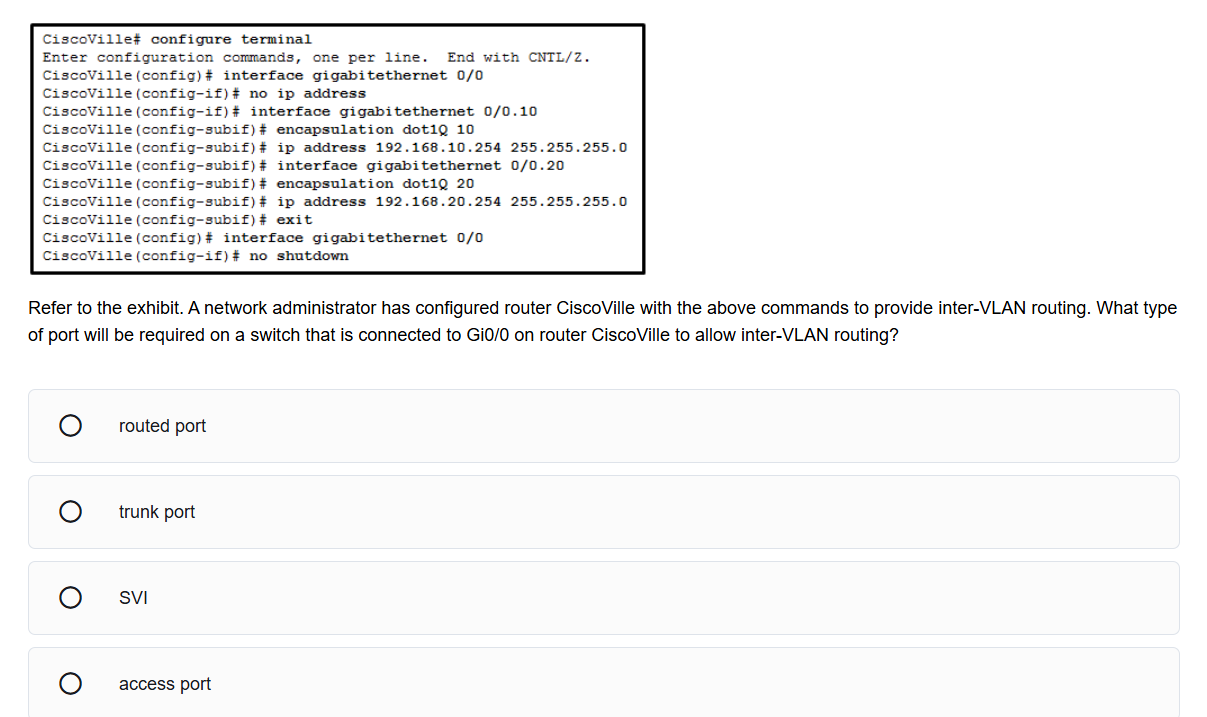 CiscoVille# configure terminal
Enter configuration commands, one per line.  End with CNTL/Z.
CiscoVille(config)# interface gigabitethernet 0/0
CiscoVille(config-if)# no ip address
CiscoVille(config-if)# interface gigabitethernet 0/0.10
CiscoVille(config-subif)# encapsulation dot1Q 10
CiscoVille(config-subif)# ip address 192.168.10.254 255.255.255.0
CiscoVille(config-subif)# interface gigabitethernet 0/0.20
CiscoVille(config-subif)# encapsulation dot1Q 20
CiscoVille(config-subif)# ip address 192.168.20.254 255.255.255.0
CiscoVille(config-subif)# exit
CiscoVille(config)# interface gigabitethernet 0/0
CiscoVille(config-if)# no shutdown
Refer to the exhibit. A network administrator has configured router CiscoVille with the above commands to provide inter-VLAN routing. What type
of port will be required on a switch that is connected to Gi0/0 on router CiscoVille to allow inter-VLAN routing?
routed port
trunk port
SVI
access port